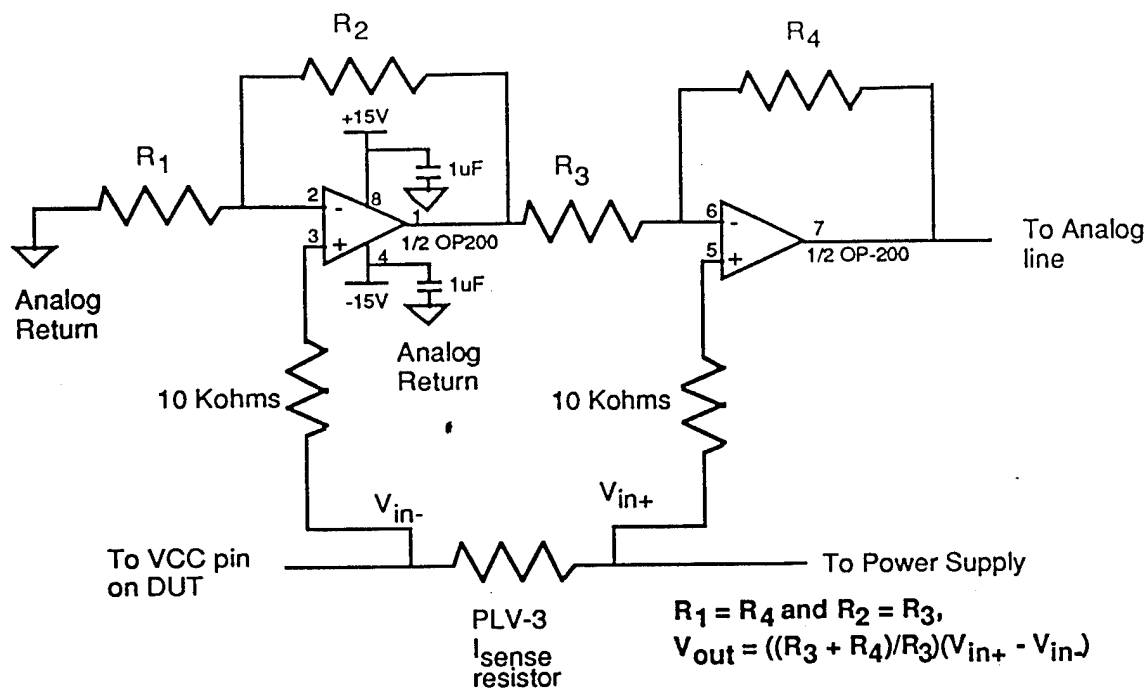 R2
R4
+15V
1uF
R1
R3
2
8
-
1
3
+
1/2 OP200
4
6
-
7
5
+
1/2 OP-200
To Analog
line
-15V
1uF
Analog
Return
Analog
Return
10 Kohms
10 Kohms
Vin-
Vin+
To VCC pin
on DUT
To Power Supply
PLV-3
Isense
resistor
R1 = R4 and R2 = R3,
Vout = ((R3 + R4)/R3)(Vin+ - Vin-)